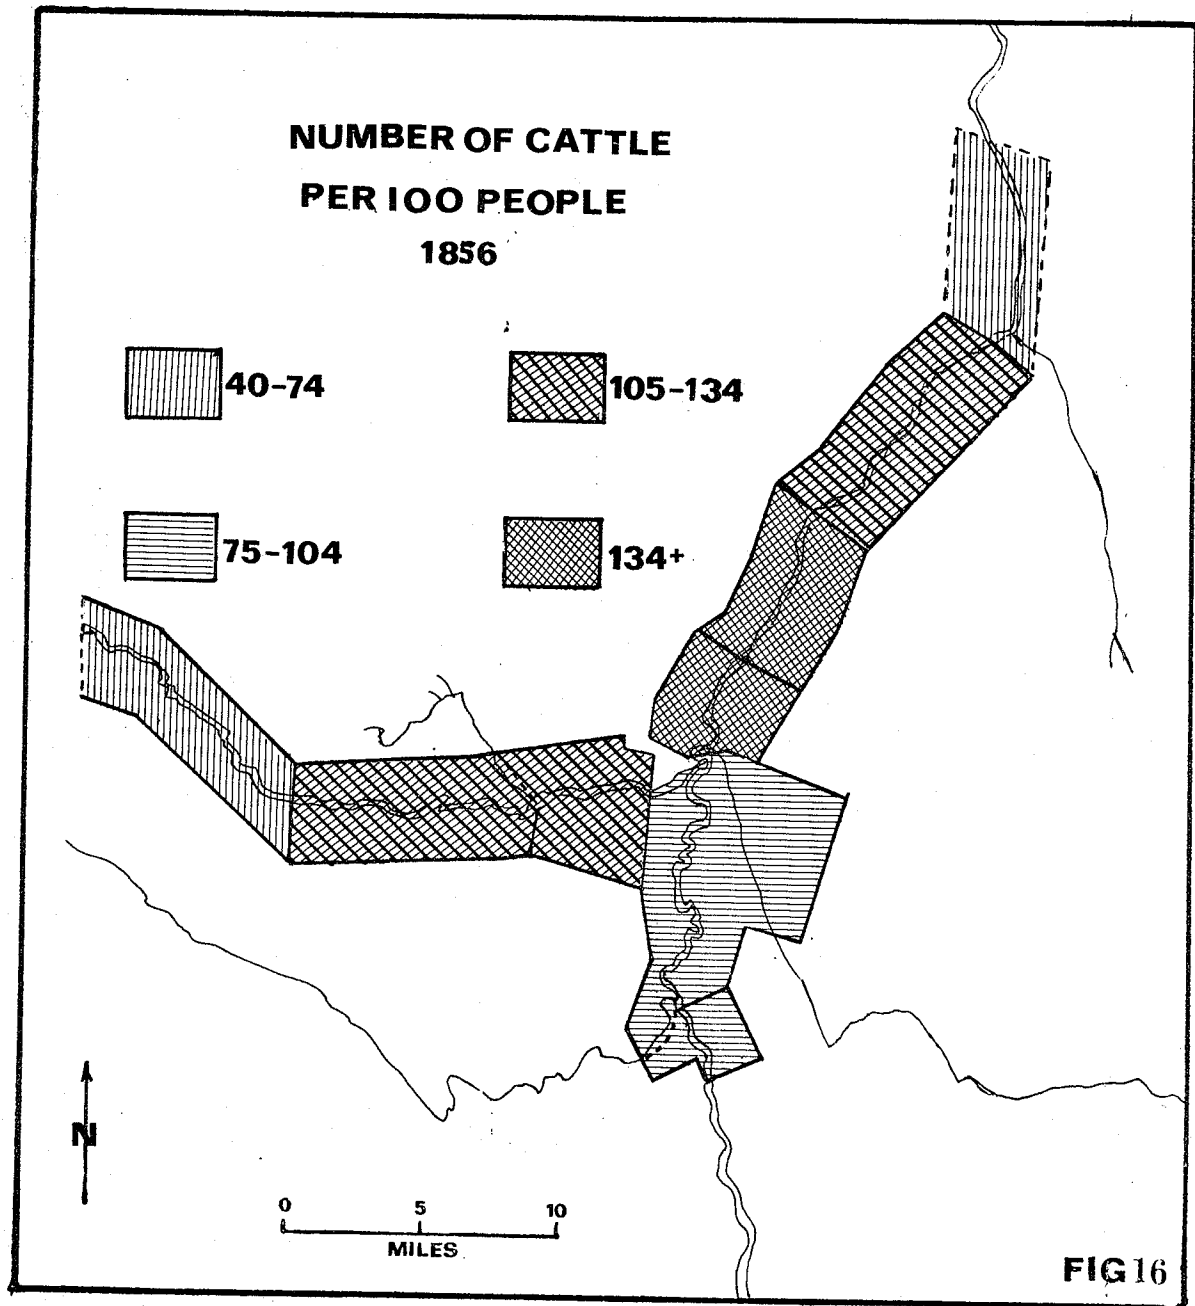 NUMBER OF CATTLE
PER 100 PEOPLE
1856
40-74
105-134
75-104
134+
N
0 5 10
MILES
FIG 16